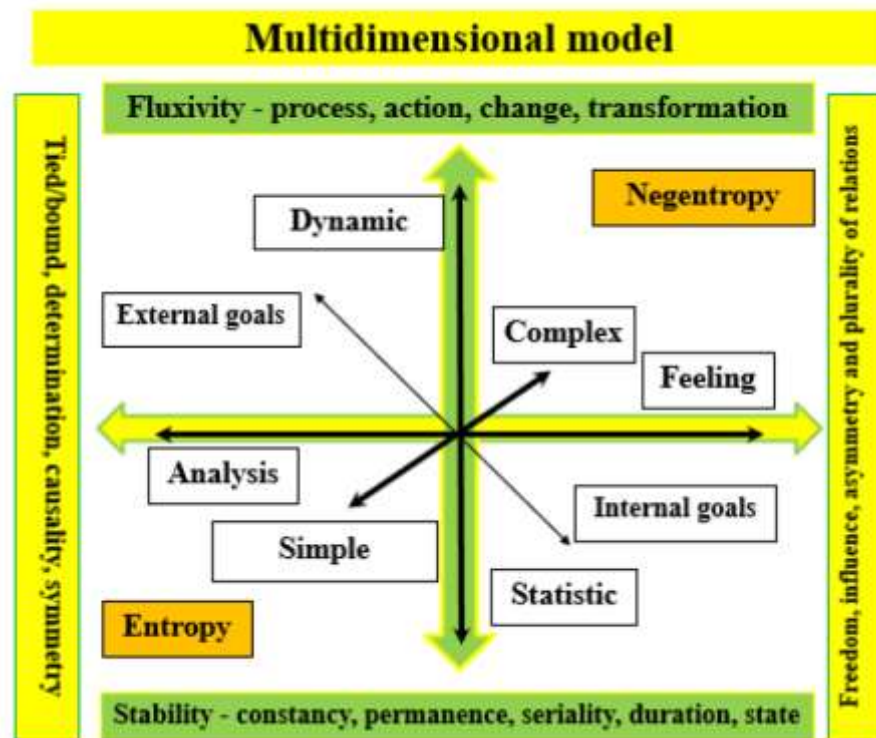 Multidimensional model
Fluxivity - process, action, change, transformation
Tied/bound, determination, causality, symmetry
Freedom, influence, asymmetry and plurality of relations
Negentropy
Dynamic
External goals
Complex
Feeling
Analysis
Internal goals
Simple
Statistic
Entropy
Stability - constancy, permanence, seriality, duration, state